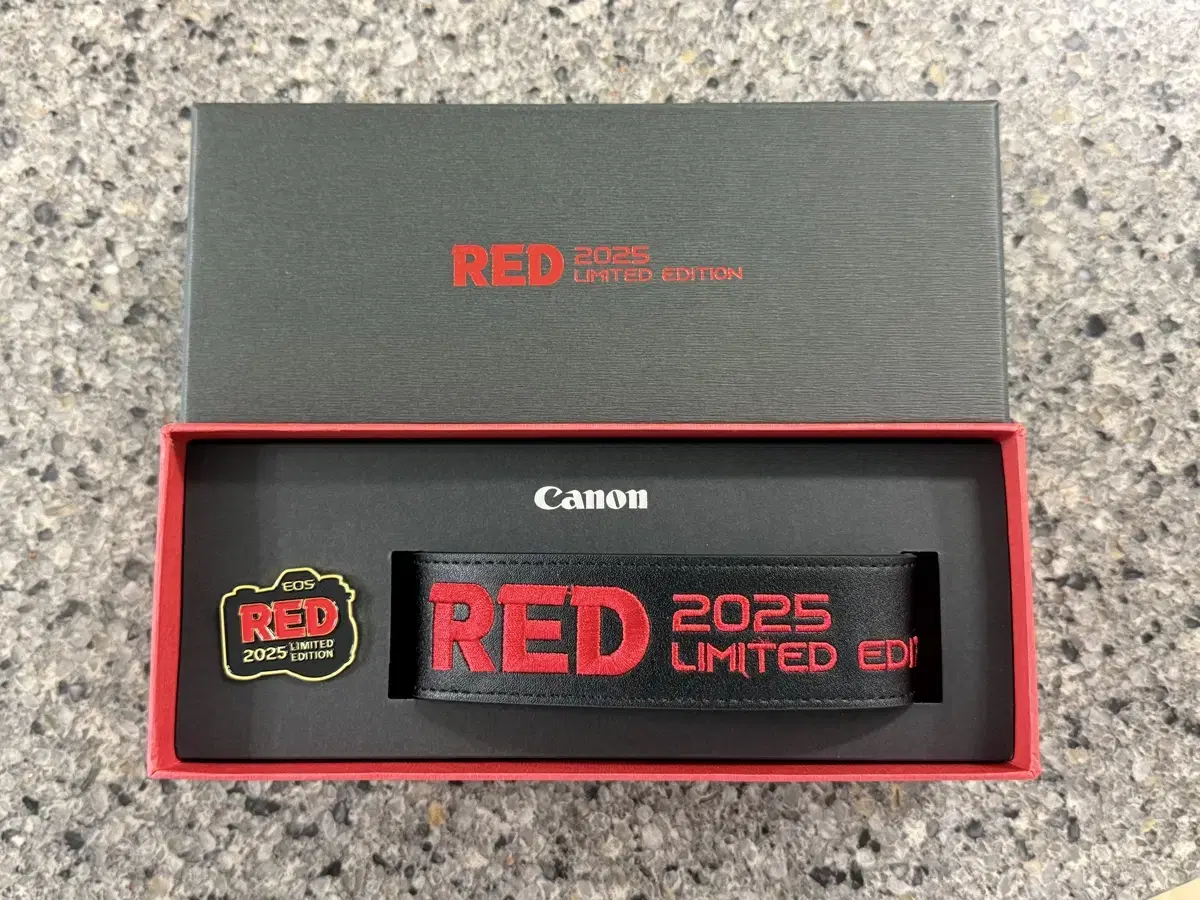 RED 2025
LIMITED EDITION
Canon
EOS
RED
2025 LIMITED
EDITION
RED 2025
LIMITED EDI